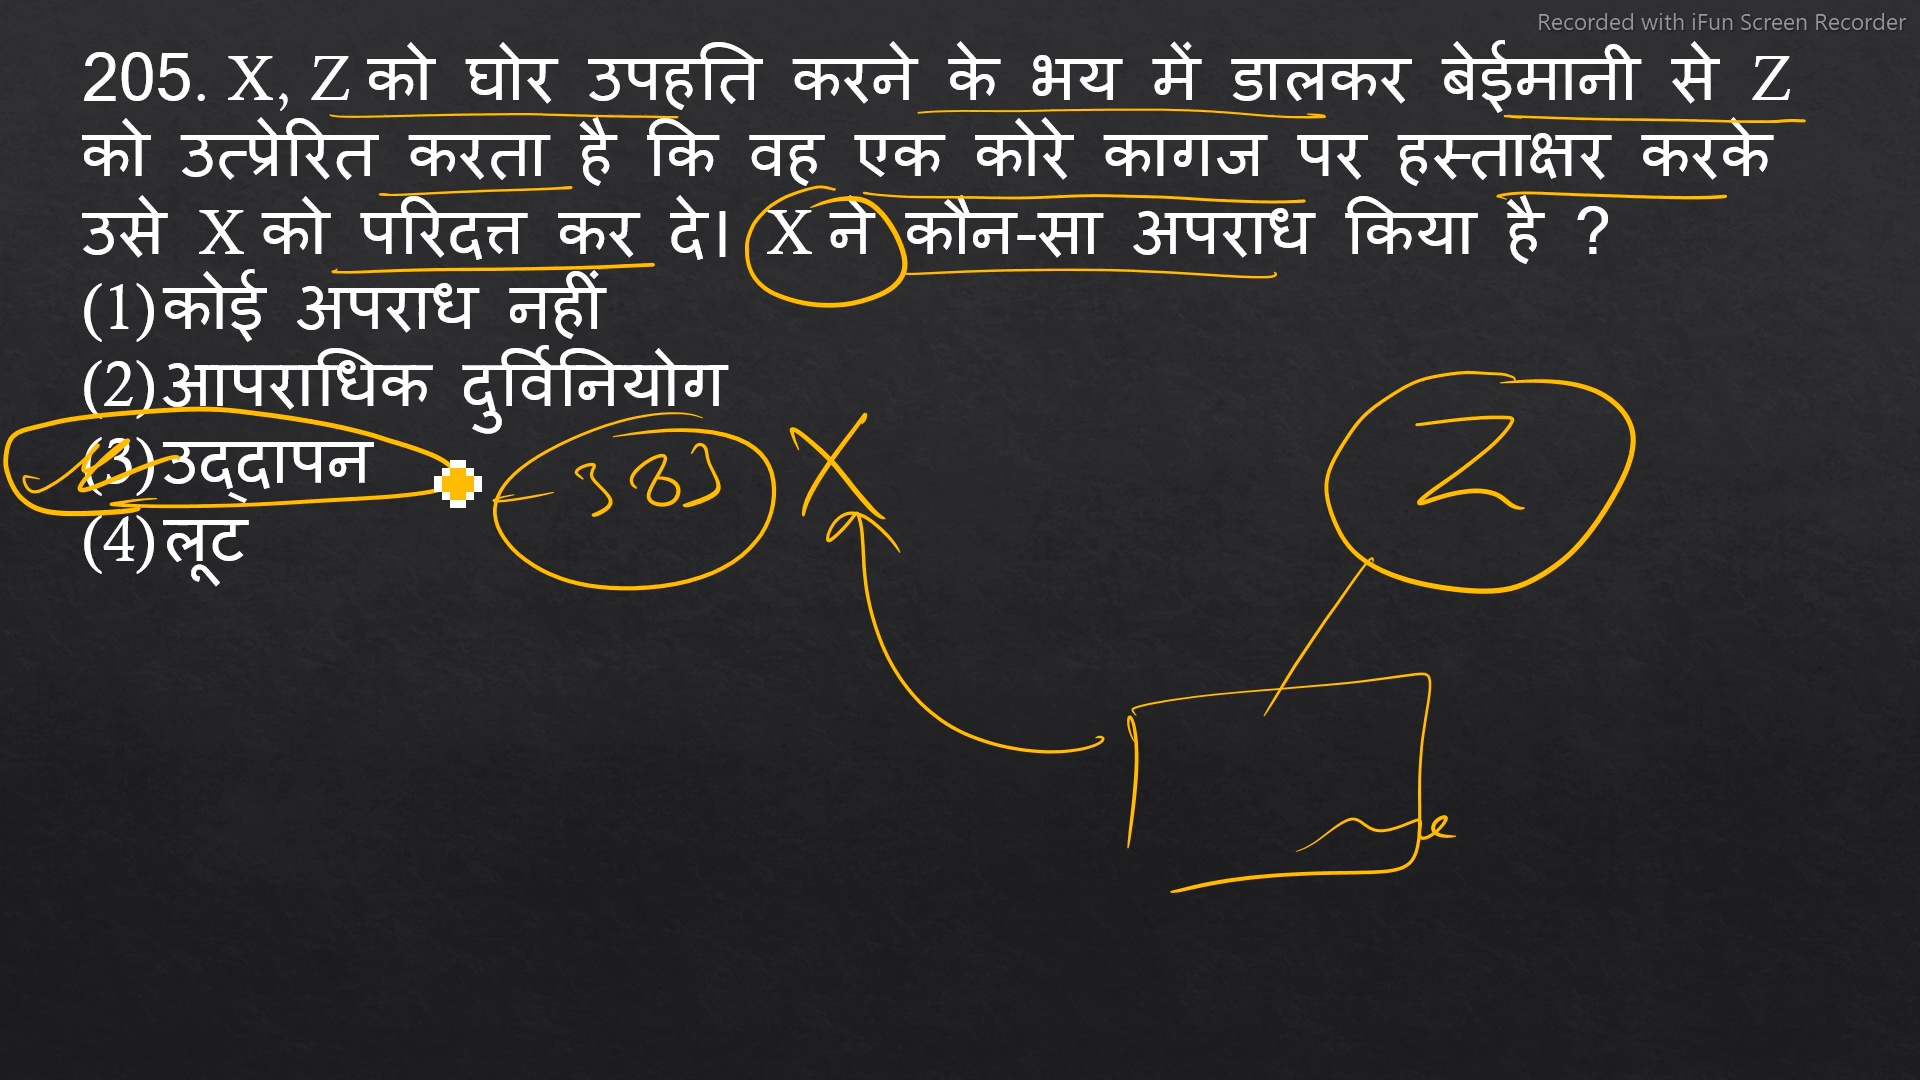 Recorded with iFun Screen Recorder
205. X, Z को घोर उपहति करने के भय में डालकर बेईमानी से Z
को उत्प्रेरित करता है कि वह एक कोरे कागज पर हस्ताक्षर करके
उसे X को परिदत्त कर दे। X ने कौन-सा अपराध किया है ?
(1)कोई अपराध नहीं
(2)आपराधिक दुर्विनियोग
(3)उद्दापन
383 X
Z
(4)लूट